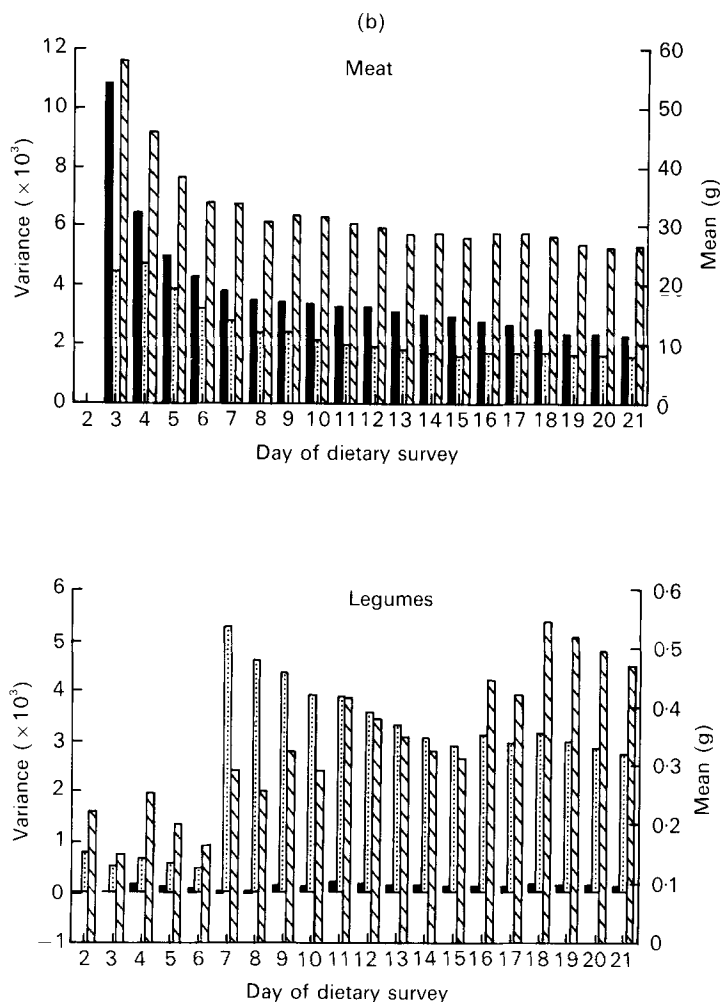 (b)
Meat
Variance (×10³)
12
10
8
6
4
2
0
60
50
40
30
20
10
0
Mean (g)
2 3 4 5 6 7 8 9 10 11 12 13 14 15 16 17 18 19 20 21
Day of dietary survey
Legumes
Variance (×10³)
6
5
4
3
2
1
0
−1
0·6
0·5
0·4
0·3
0·2
0·1
0
Mean (g)
2 3 4 5 6 7 8 9 10 11 12 13 14 15 16 17 18 19 20 21
Day of dietary survey